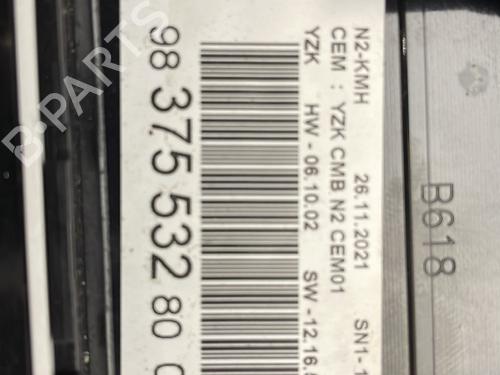 N2-KMH 26.11.2021 SN1-1
CEM : YZK CMB N2 CEM01
YZK HW - 06.10.02 SW -12.16.
98 375 532 80
B618
B-PARTS